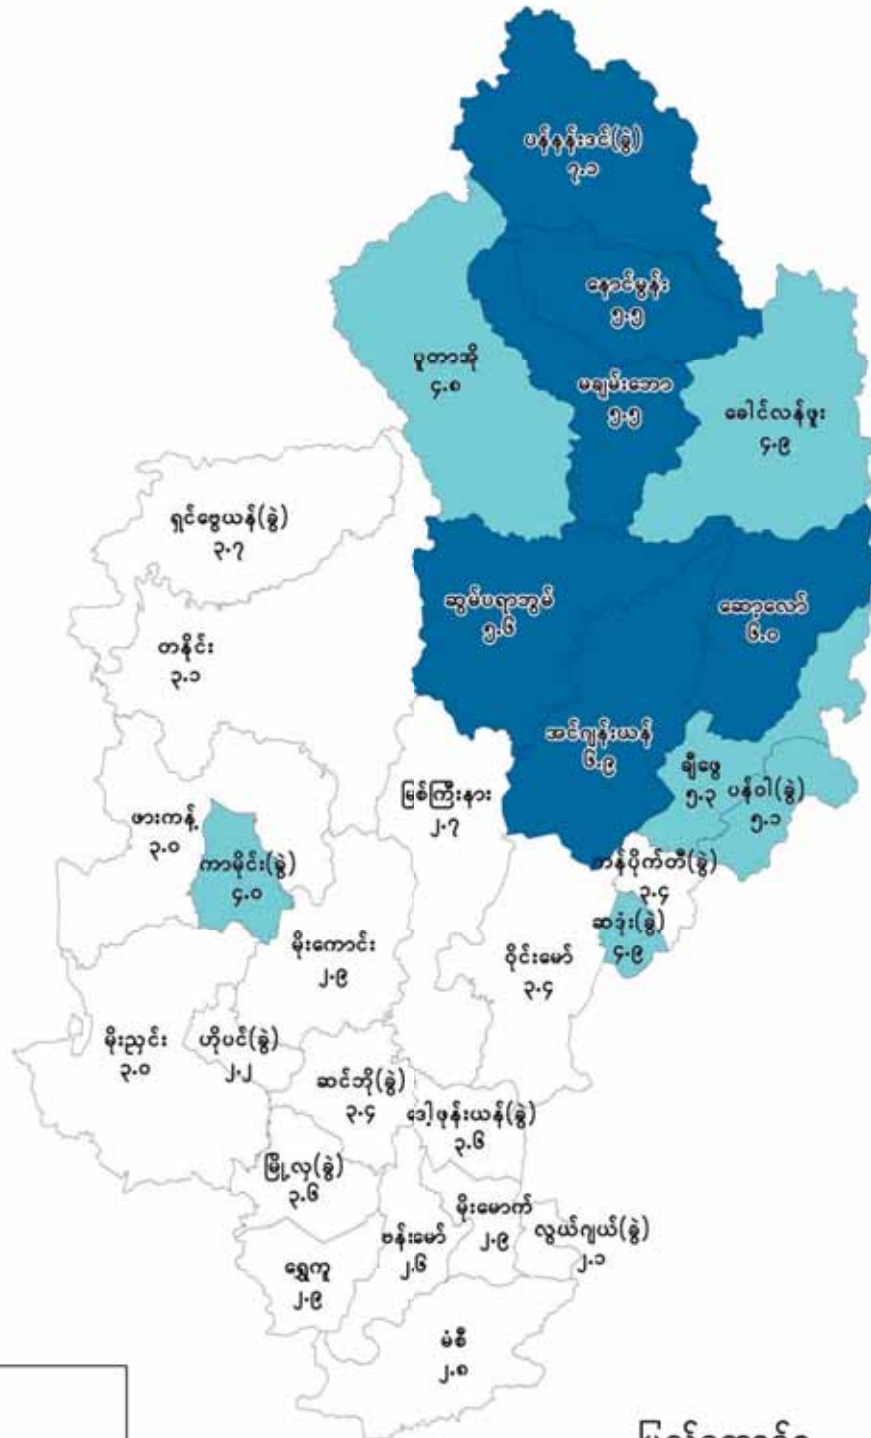 ပန်နန်းဒင်(ခွဲ)
၇.၁
နောင်မွန်း
၅.၅
ပူတာအို
၄.၈
မချမ်းဘော
၅.၅
ခေါင်လန်ဖူး
၄.၉
ရှင်ဗွေယန်(ခွဲ)
၃.၇
ဆွမ်ပရာဘွမ်
၅.၆
ဆော့လော်
၆.၀
တနိုင်း
၃.၁
အင်ဂျန်းယန်
၆.၉
ချီဖွေ
၅.၃
ပန်ဝါ(ခွဲ)
၅.၁
မြစ်ကြီးနား
၂.၇
ဖားကန့်
၃.၀
ကာမိုင်း(ခွဲ)
၄.၀
ကန်ပိုက်တီ(ခွဲ)
၃.၄
ဆဒုံး(ခွဲ)
၄.၉
မိုးကောင်း
၂.၉
ဝိုင်းမော်
၃.၄
မိုးညှင်း
၃.၀
ဟိုပင်(ခွဲ)
၂.၂
ဆင်ဘို(ခွဲ)
၃.၄
ဒေါ့ဖုန်းယန်(ခွဲ)
၃.၆
မြို့လှ(ခွဲ)
၃.၆
မိုးမောက်
၂.၉
ဗန်းမော်
၂.၆
လွယ်ဂျယ်(ခွဲ)
၂.၁
ရွှေကူ
၂.၉
မံစီ
၂.၈